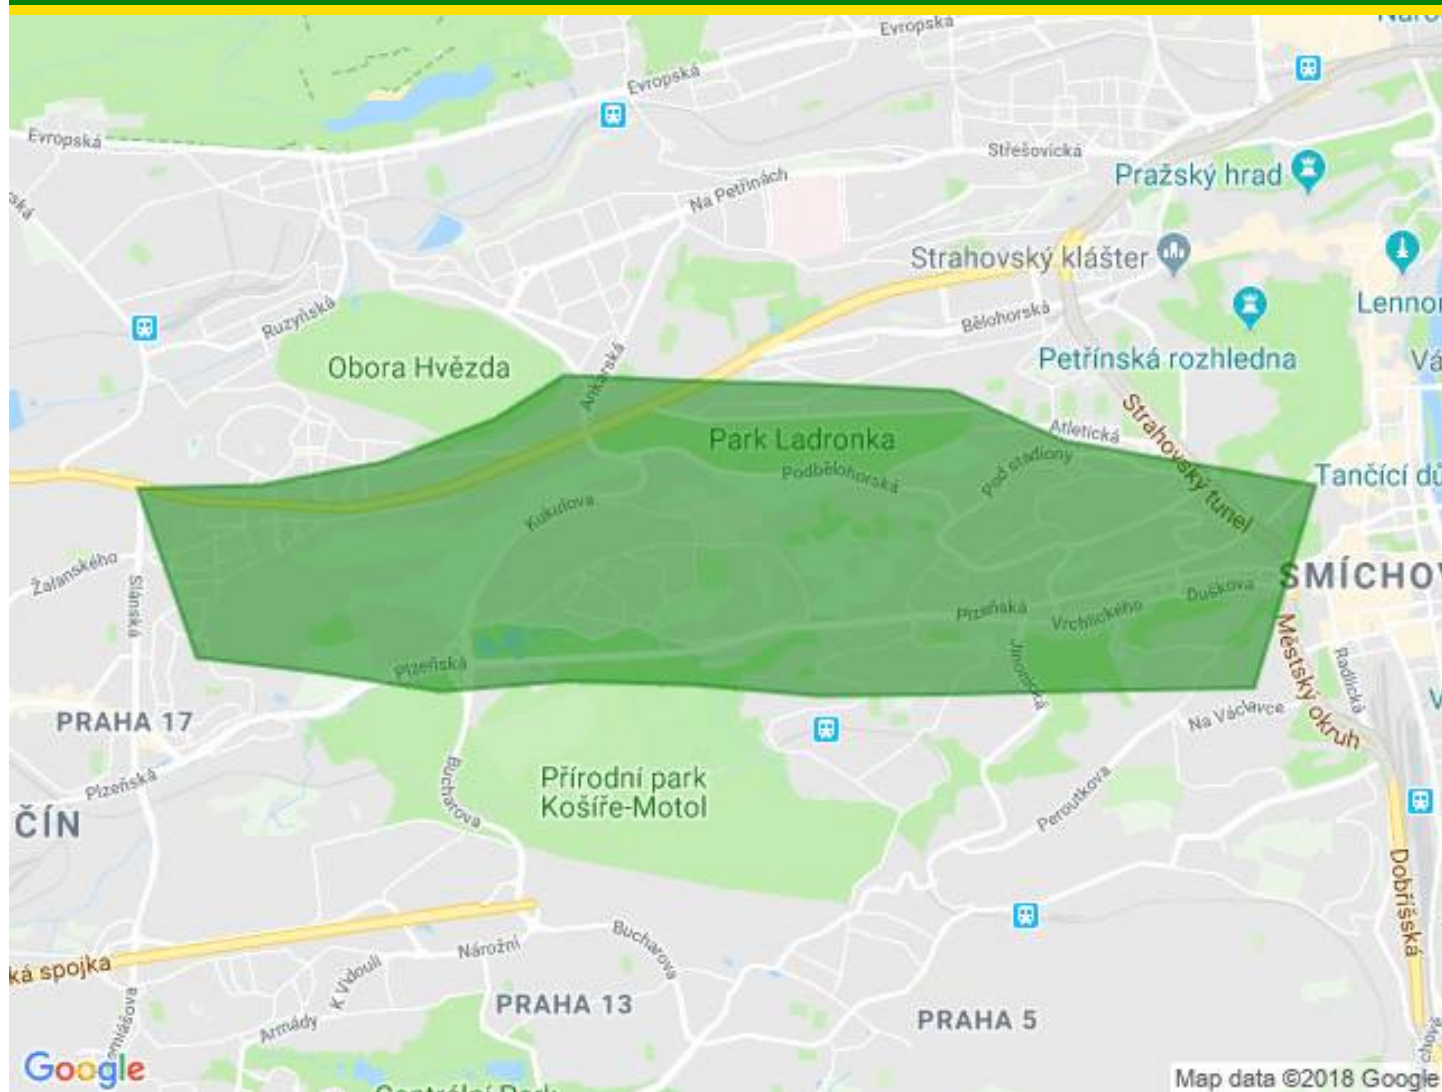 Evropská
Evropská
Evropská
Střešovická
Pražský hrad
Na Petřinách
Strahovský klášter
Ruzyňská
Bělohorská
Lennon
Petřínská rozhledna
Obora Hvězda
Ankarská
Strahovský tunel
Atletická
Park Ladronka
Pod stadiony
Podbělohorská
Tančící dů
Kukulova
Žalanského
Slánská
SMÍCHOV
Duškova
Plzeňská
Vrchlického
Jinonická
Plzeňská
Městský okruh
Radlická
PRAHA 17
Na Václavce
Plzeňská
Bucharova
Přírodní park
Košíře-Motol
Peroutkova
ČÍN
Dobříšská
ká spojka
Nárožní
Bucharova
K Vidouli
PRAHA 13
Armády
PRAHA 5
Google
Map data ©2018 Google